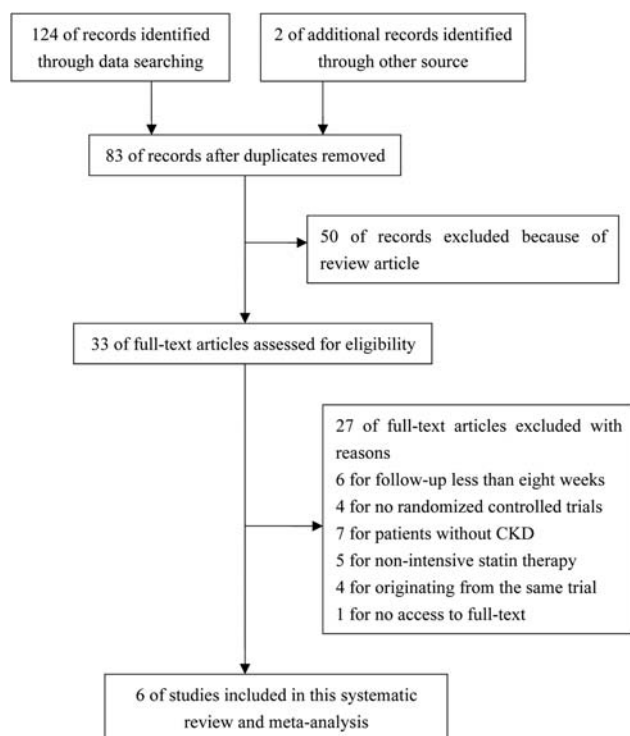 124 of records identified
through data searching
2 of additional records identified
through other source
83 of records after duplicates removed
50 of records excluded because of
review article
33 of full-text articles assessed for eligibility
27 of full-text articles excluded with
reasons
6 for follow-up less than eight weeks
4 for no randomized controlled trials
7 for patients without CKD
5 for non-intensive statin therapy
4 for originating from the same trial
1 for no access to full-text
6 of studies included in this systematic
review and meta-analysis